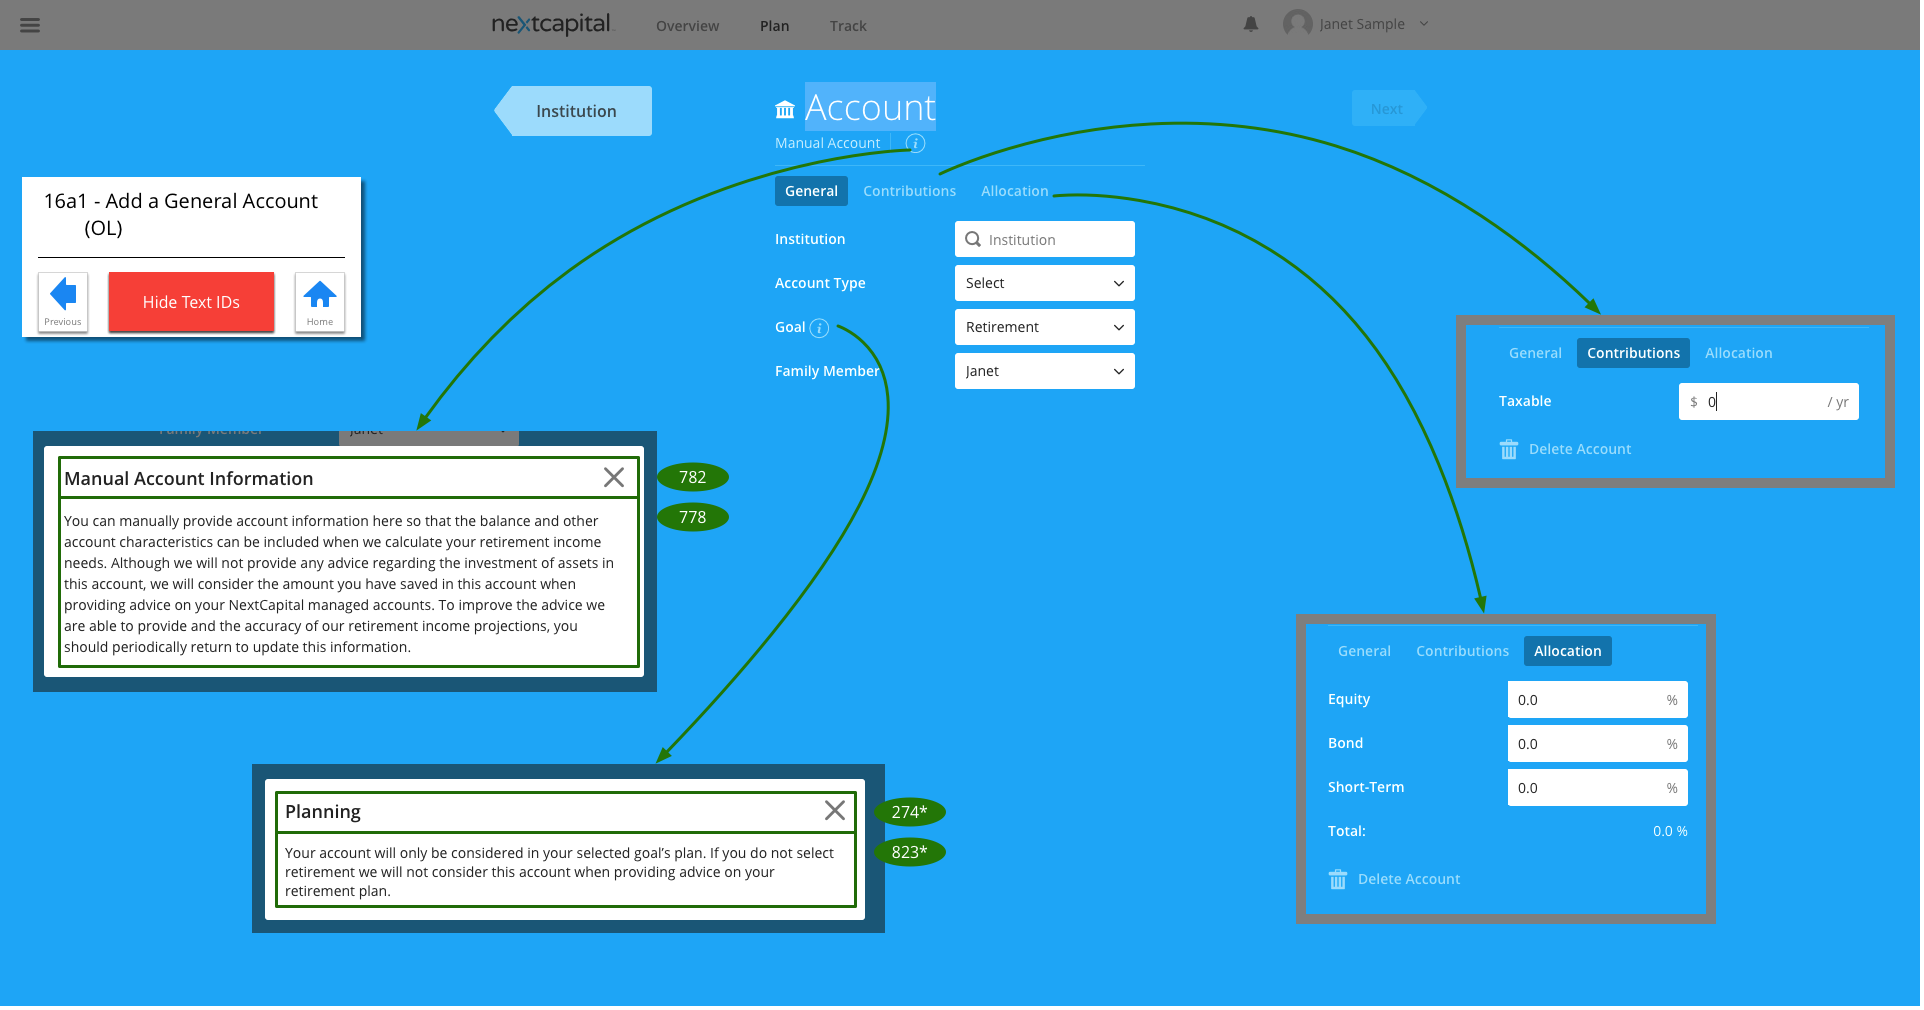 nextcapital
Overview
Plan
Track
Janet Sample
Institution
Account
Next
Manual Account
i
General
Contributions
Allocation
16a1 - Add a General Account
(OL)
Previous
Hide Text IDs
Home
Institution
Institution
Account Type
Select
Goal
i
Retirement
Family Member
Janet
General
Contributions
Allocation
Taxable
$ 0
/ yr
Delete Account
Family Member
Janet
Manual Account Information
782
778
You can manually provide account information here so that the balance and other
account characteristics can be included when we calculate your retirement income
needs. Although we will not provide any advice regarding the investment of assets in
this account, we will consider the amount you have saved in this account when
providing advice on your NextCapital managed accounts. To improve the advice we
are able to provide and the accuracy of our retirement income projections, you
should periodically return to update this information.
General
Contributions
Allocation
Equity
0.0
%
Bond
0.0
%
Short-Term
0.0
%
Total:
0.0 %
Delete Account
Planning
274*
823*
Your account will only be considered in your selected goal’s plan. If you do not select
retirement we will not consider this account when providing advice on your
retirement plan.